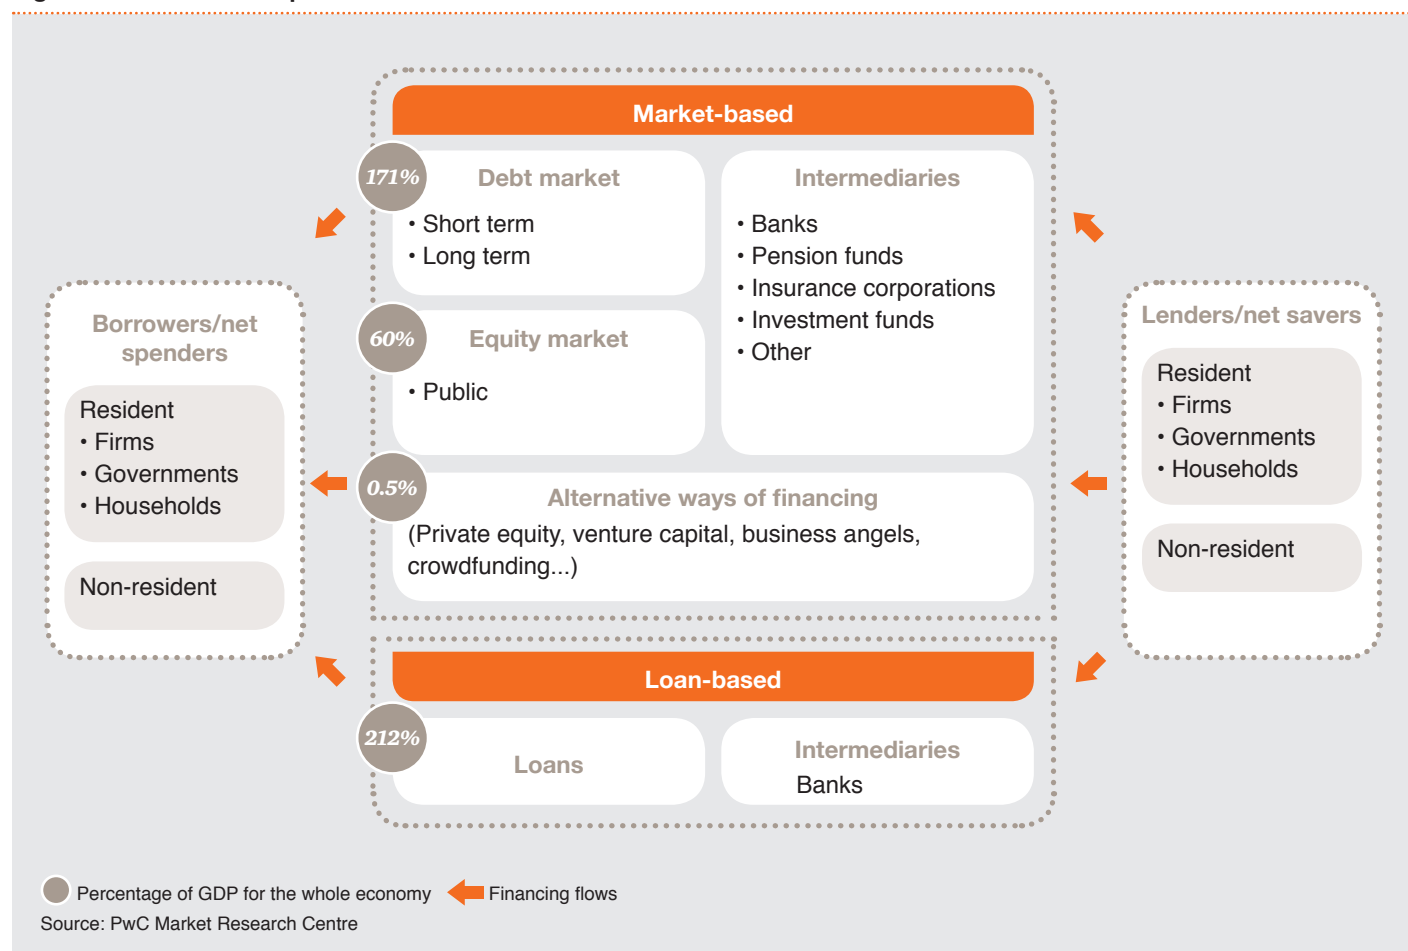 Market-based
171%
Debt market
• Short term
• Long term
Intermediaries
• Banks
• Pension funds
• Insurance corporations
• Investment funds
• Other
60%
Equity market
• Public
0.5%
Alternative ways of financing
(Private equity, venture capital, business angels,
crowdfunding...)
Borrowers/net
spenders
Resident
• Firms
• Governments
• Households
Non-resident
Lenders/net savers
Resident
• Firms
• Governments
• Households
Non-resident
Loan-based
212%
Loans
Intermediaries
Banks
Percentage of GDP for the whole economy
Financing flows
Source: PwC Market Research Centre